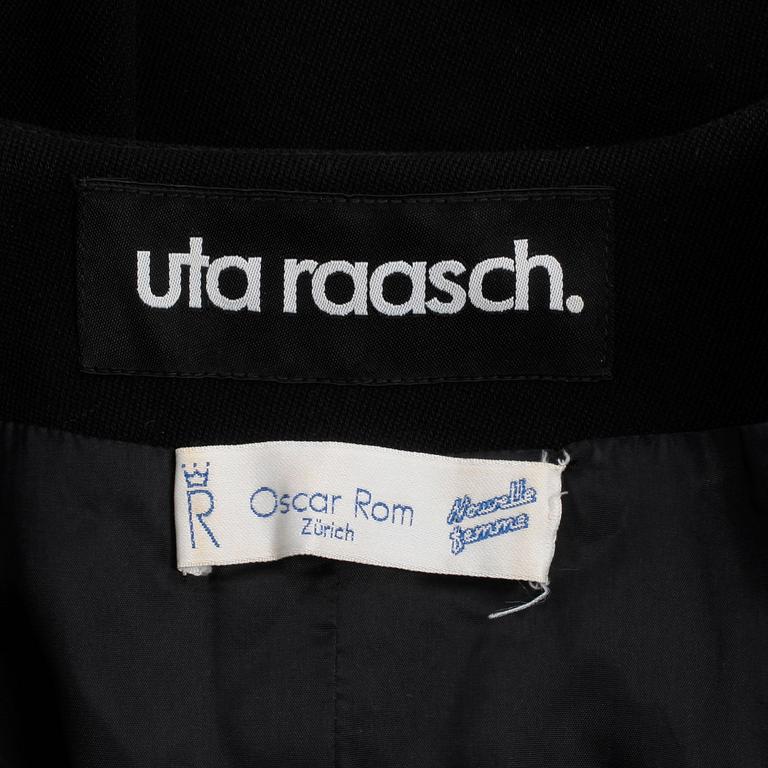 uta raasch.
R Oscar Rom Nouvelle
Zürich femme